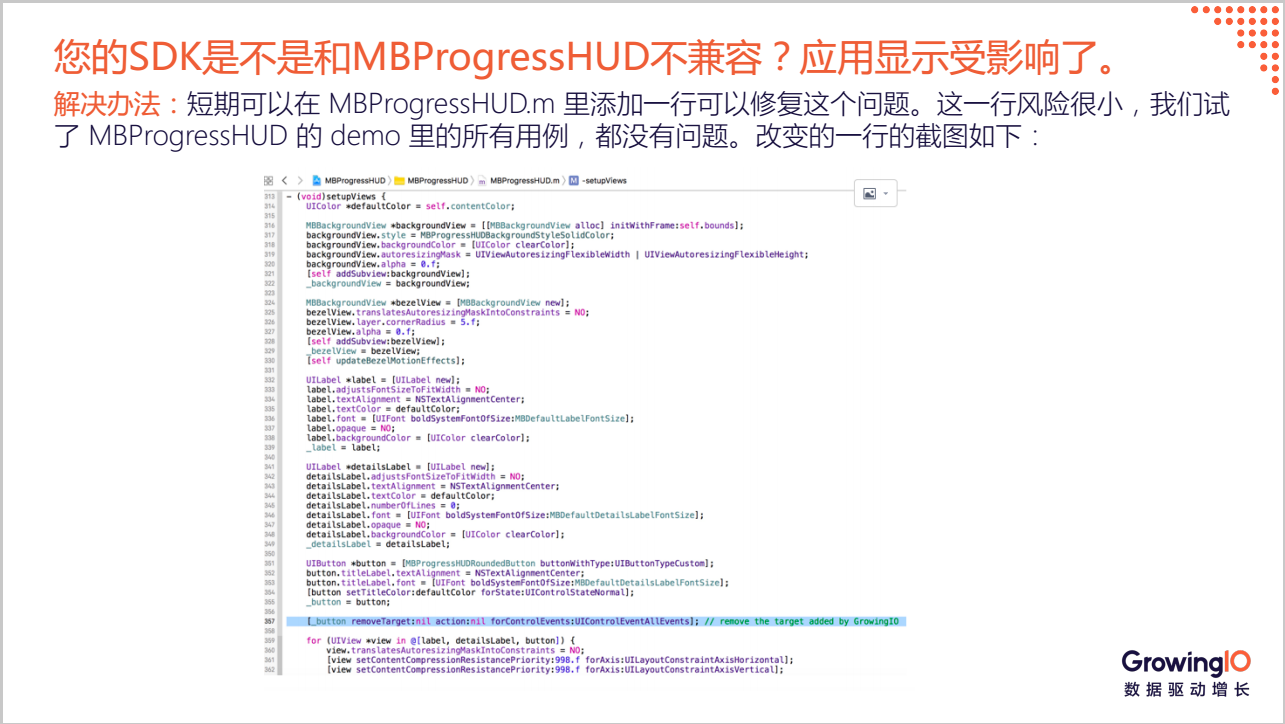 您的SDK是不是和MBProgressHUD不兼容？应用显示受影响了。
解决办法：短期可以在 MBProgressHUD.m 里添加一行可以修复这个问题。这一行风险很小，我们试
了 MBProgressHUD 的 demo 里的所有用例，都没有问题。改变的一行的截图如下：
MBProgressHUD MBProgressHUD MBProgressHUD.m M -setupViews
313 - (void)setupViews {
314 UIColor *defaultColor = self.contentColor;
315
316 MBBackgroundView *backgroundView = [[MBBackgroundView alloc] initWithFrame:self.bounds];
317 backgroundView.style = MBProgressHUDBackgroundStyleSolidColor;
318 backgroundView.backgroundColor = [UIColor clearColor];
319 backgroundView.autoresizingMask = UIViewAutoresizingFlexibleWidth | UIViewAutoresizingFlexibleHeight;
320 backgroundView.alpha = 0.f;
321 [self addSubview:backgroundView];
322 _backgroundView = backgroundView;
323
324 MBBackgroundView *bezelView = [MBBackgroundView new];
325 bezelView.translatesAutoresizingMaskIntoConstraints = NO;
326 bezelView.layer.cornerRadius = 5.f;
327 bezelView.alpha = 0.f;
328 [self addSubview:bezelView];
329 _bezelView = bezelView;
330 [self updateBezelMotionEffects];
331
332 UILabel *label = [UILabel new];
333 label.adjustsFontSizeToFitWidth = NO;
334 label.textAlignment = NSTextAlignmentCenter;
335 label.textColor = defaultColor;
336 label.font = [UIFont boldSystemFontOfSize:MBDefaultLabelFontSize];
337 label.opaque = NO;
338 label.backgroundColor = [UIColor clearColor];
339 _label = label;
340
341 UILabel *detailsLabel = [UILabel new];
342 detailsLabel.adjustsFontSizeToFitWidth = NO;
343 detailsLabel.textAlignment = NSTextAlignmentCenter;
344 detailsLabel.textColor = defaultColor;
345 detailsLabel.numberOfLines = 0;
346 detailsLabel.font = [UIFont boldSystemFontOfSize:MBDefaultDetailsLabelFontSize];
347 detailsLabel.opaque = NO;
348 detailsLabel.backgroundColor = [UIColor clearColor];
349 _detailsLabel = detailsLabel;
350
351 UIButton *button = [MBProgressHUDRoundedButton buttonWithType:UIButtonTypeCustom];
352 button.titleLabel.textAlignment = NSTextAlignmentCenter;
353 button.titleLabel.font = [UIFont boldSystemFontOfSize:MBDefaultDetailsLabelFontSize];
354 [button setTitleColor:defaultColor forState:UIControlStateNormal];
355 _button = button;
356
357 [_button removeTarget:nil action:nil forControlEvents:UIControlEventAllEvents]; // remove the target added by GrowingIO
358
359 for (UIView *view in @[label, detailsLabel, button]) {
360 view.translatesAutoresizingMaskIntoConstraints = NO;
361 [view setContentCompressionResistancePriority:998.f forAxis:UILayoutConstraintAxisHorizontal];
362 [view setContentCompressionResistancePriority:998.f forAxis:UILayoutConstraintAxisVertical];
GrowingIO
数据驱动增长